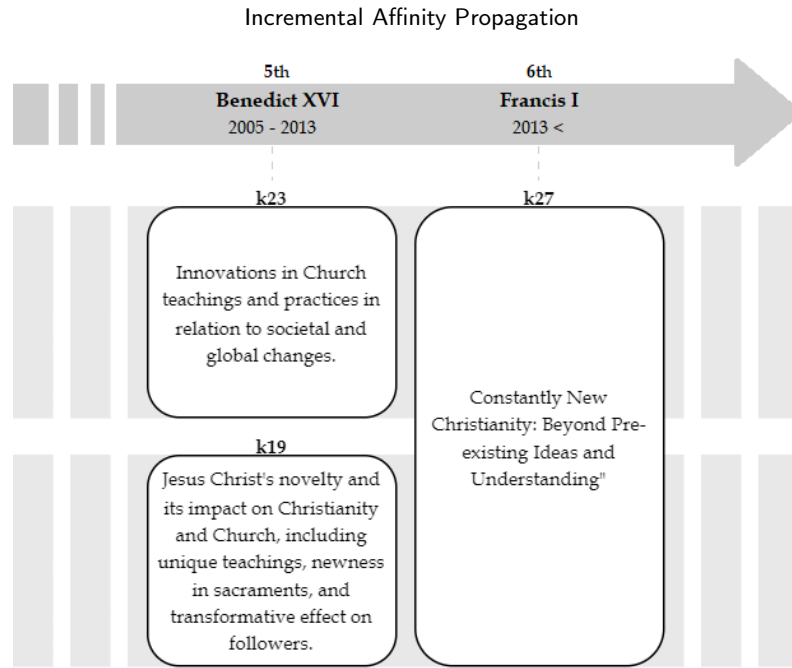 Incremental Affinity Propagation
5th
Benedict XVI
2005 - 2013
6th
Francis I
2013 <
k23
Innovations in Church
teachings and practices in
relation to societal and
global changes.
k19
Jesus Christ's novelty and
its impact on Christianity
and Church, including
unique teachings, newness
in sacraments, and
transformative effect on
followers.
k27
Constantly New
Christianity: Beyond Pre-
existing Ideas and
Understanding"